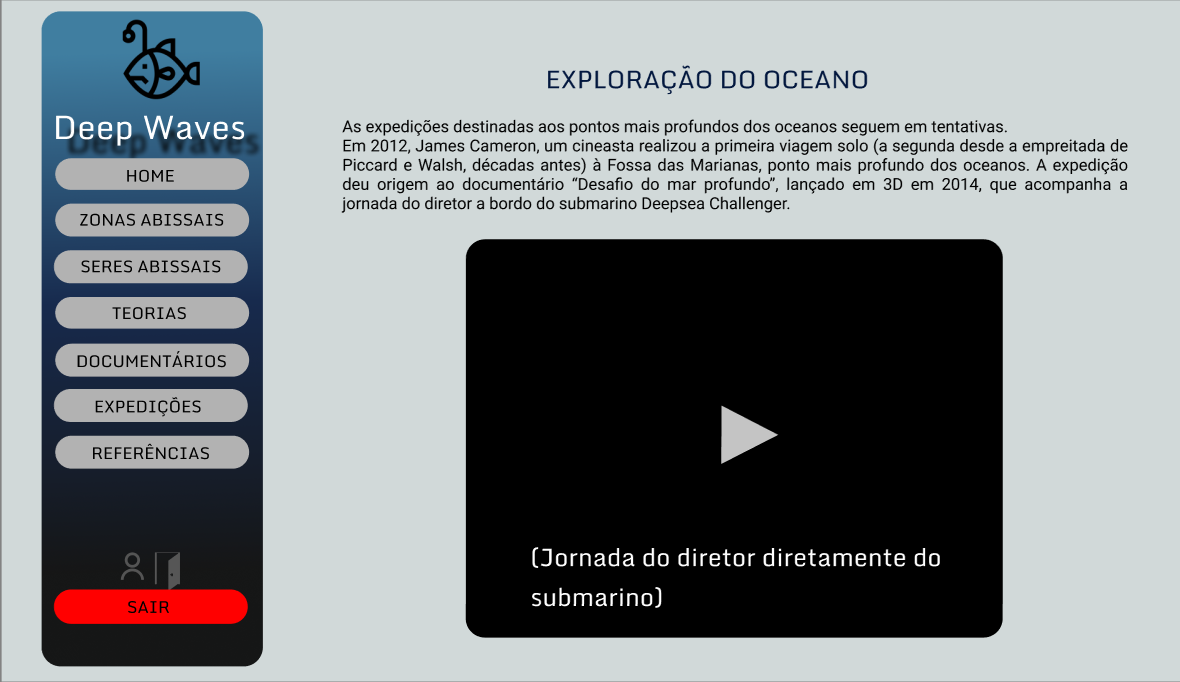 Deep Waves
HOME
ZONAS ABISSAIS
SERES ABISSAIS
TEORIAS
DOCUMENTÁRIOS
EXPEDIÇÕES
REFERÊNCIAS
SAIR
EXPLORAÇÃO DO OCEANO
As expedições destinadas aos pontos mais profundos dos oceanos seguem em tentativas.
Em 2012, James Cameron, um cineasta realizou a primeira viagem solo (a segunda desde a empreitada de
Piccard e Walsh, décadas antes) à Fossa das Marianas, ponto mais profundo dos oceanos. A expedição
deu origem ao documentário “Desafio do mar profundo”, lançado em 3D em 2014, que acompanha a
jornada do diretor a bordo do submarino Deepsea Challenger.
(Jornada do diretor diretamente do
submarino)